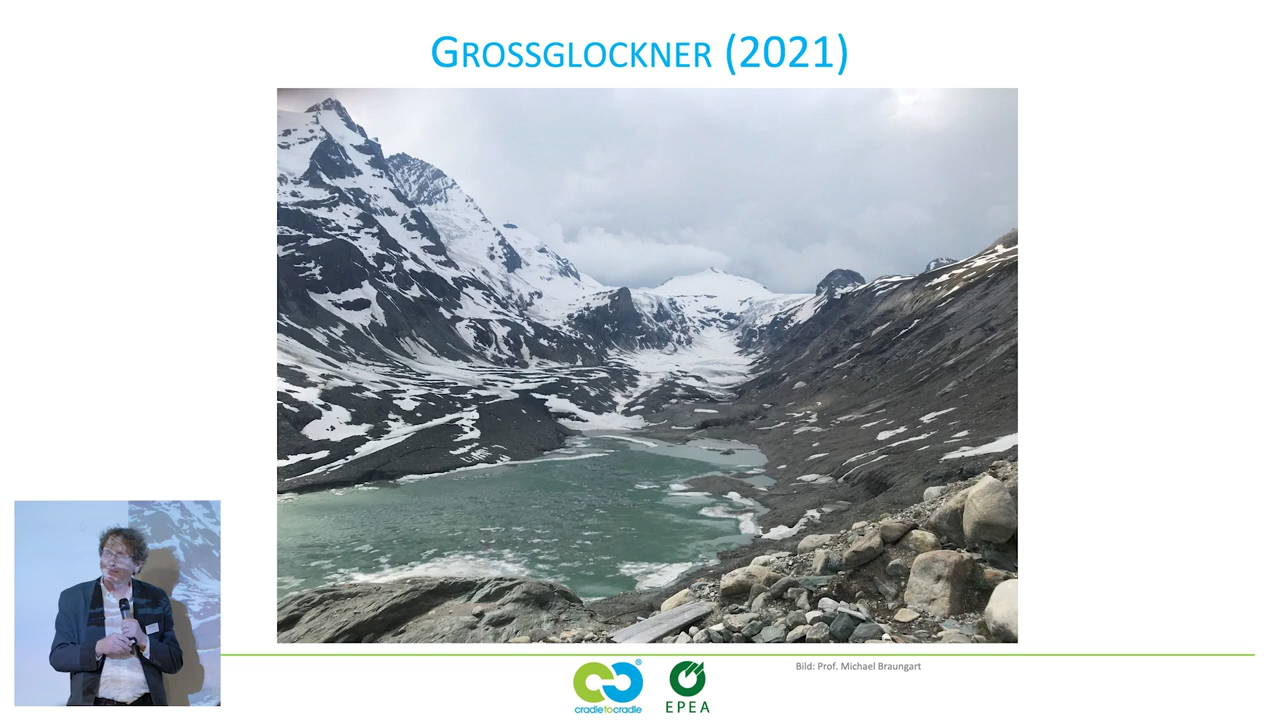 GROSSGLOCKNER (2021)
Bild: Prof. Michael Braungart
cradletocradle
®
EPEA